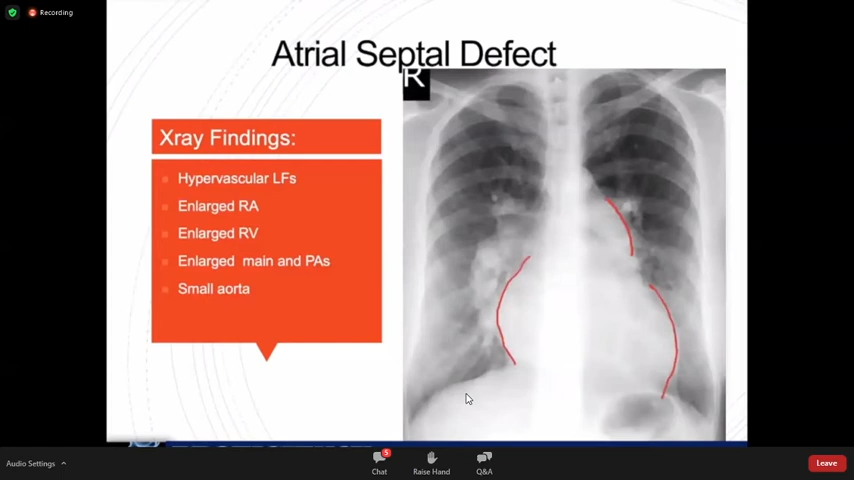 Recording
Atrial Septal Defect
R
Xray Findings:
Hypervascular LFs
Enlarged RA
Enlarged RV
Enlarged main and PAs
Small aorta
Audio Settings
5
Chat
Raise Hand
Q&A
Leave